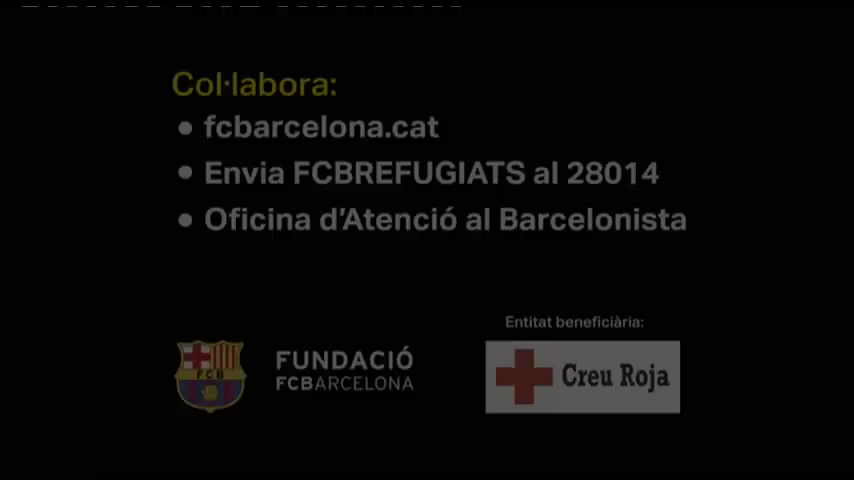 Col·labora:
• fcbarcelona.cat
• Envia FCBREFUGIATS al 28014
• Oficina d'Atenció al Barcelonista
Entitat beneficiària:
FCB
FUNDACIÓ
FCBARCELONA
Creu Roja